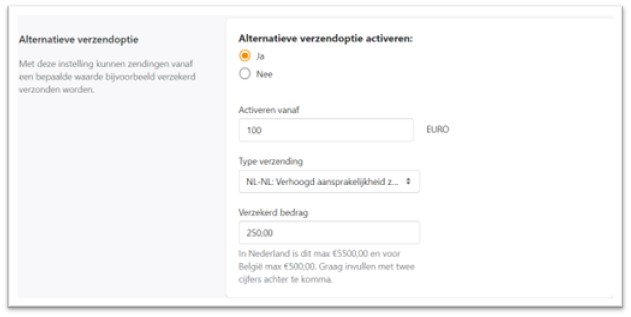 Alternatieve verzendoptie
Met deze instelling kunnen zendingen vanaf
een bepaalde waarde bijvoorbeeld verzekerd
verzonden worden.
Alternatieve verzendoptie activeren:
Ja
Nee
Activeren vanaf
100
EURO
Type verzending
NL-NL: Verhoogd aansprakelijkheid z...
Verzekerd bedrag
250,00
In Nederland is dit max €5500,00 en voor
België max €500,00. Graag invullen met twee
cijfers achter te komma.